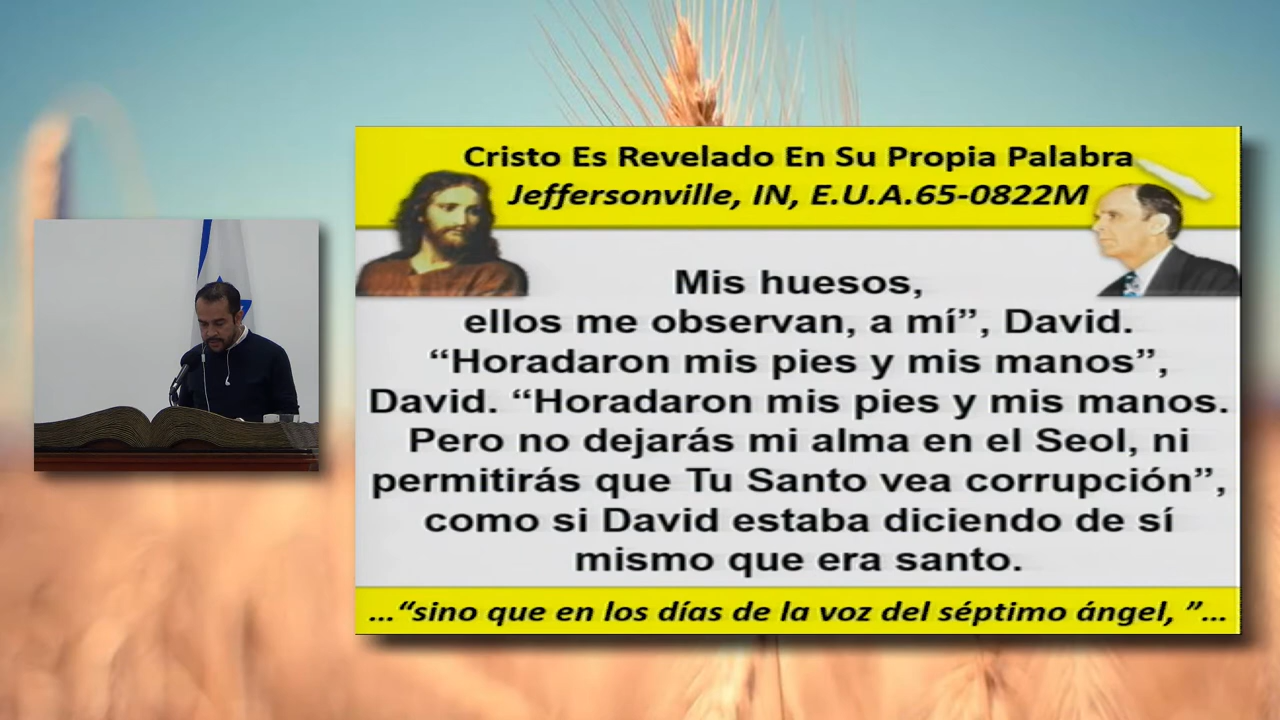 Cristo Es Revelado En Su Propia Palabra
Jeffersonville, IN, E.U.A.65-0822M
Mis huesos,
ellos me observan, a mí”, David.
“Horadaron mis pies y mis manos”,
David. “Horadaron mis pies y mis manos.
Pero no dejarás mi alma en el Seol, ni
permitirás que Tu Santo vea corrupción”,
como si David estaba diciendo de sí
mismo que era santo.
...“sino que en los días de la voz del séptimo ángel, ”...